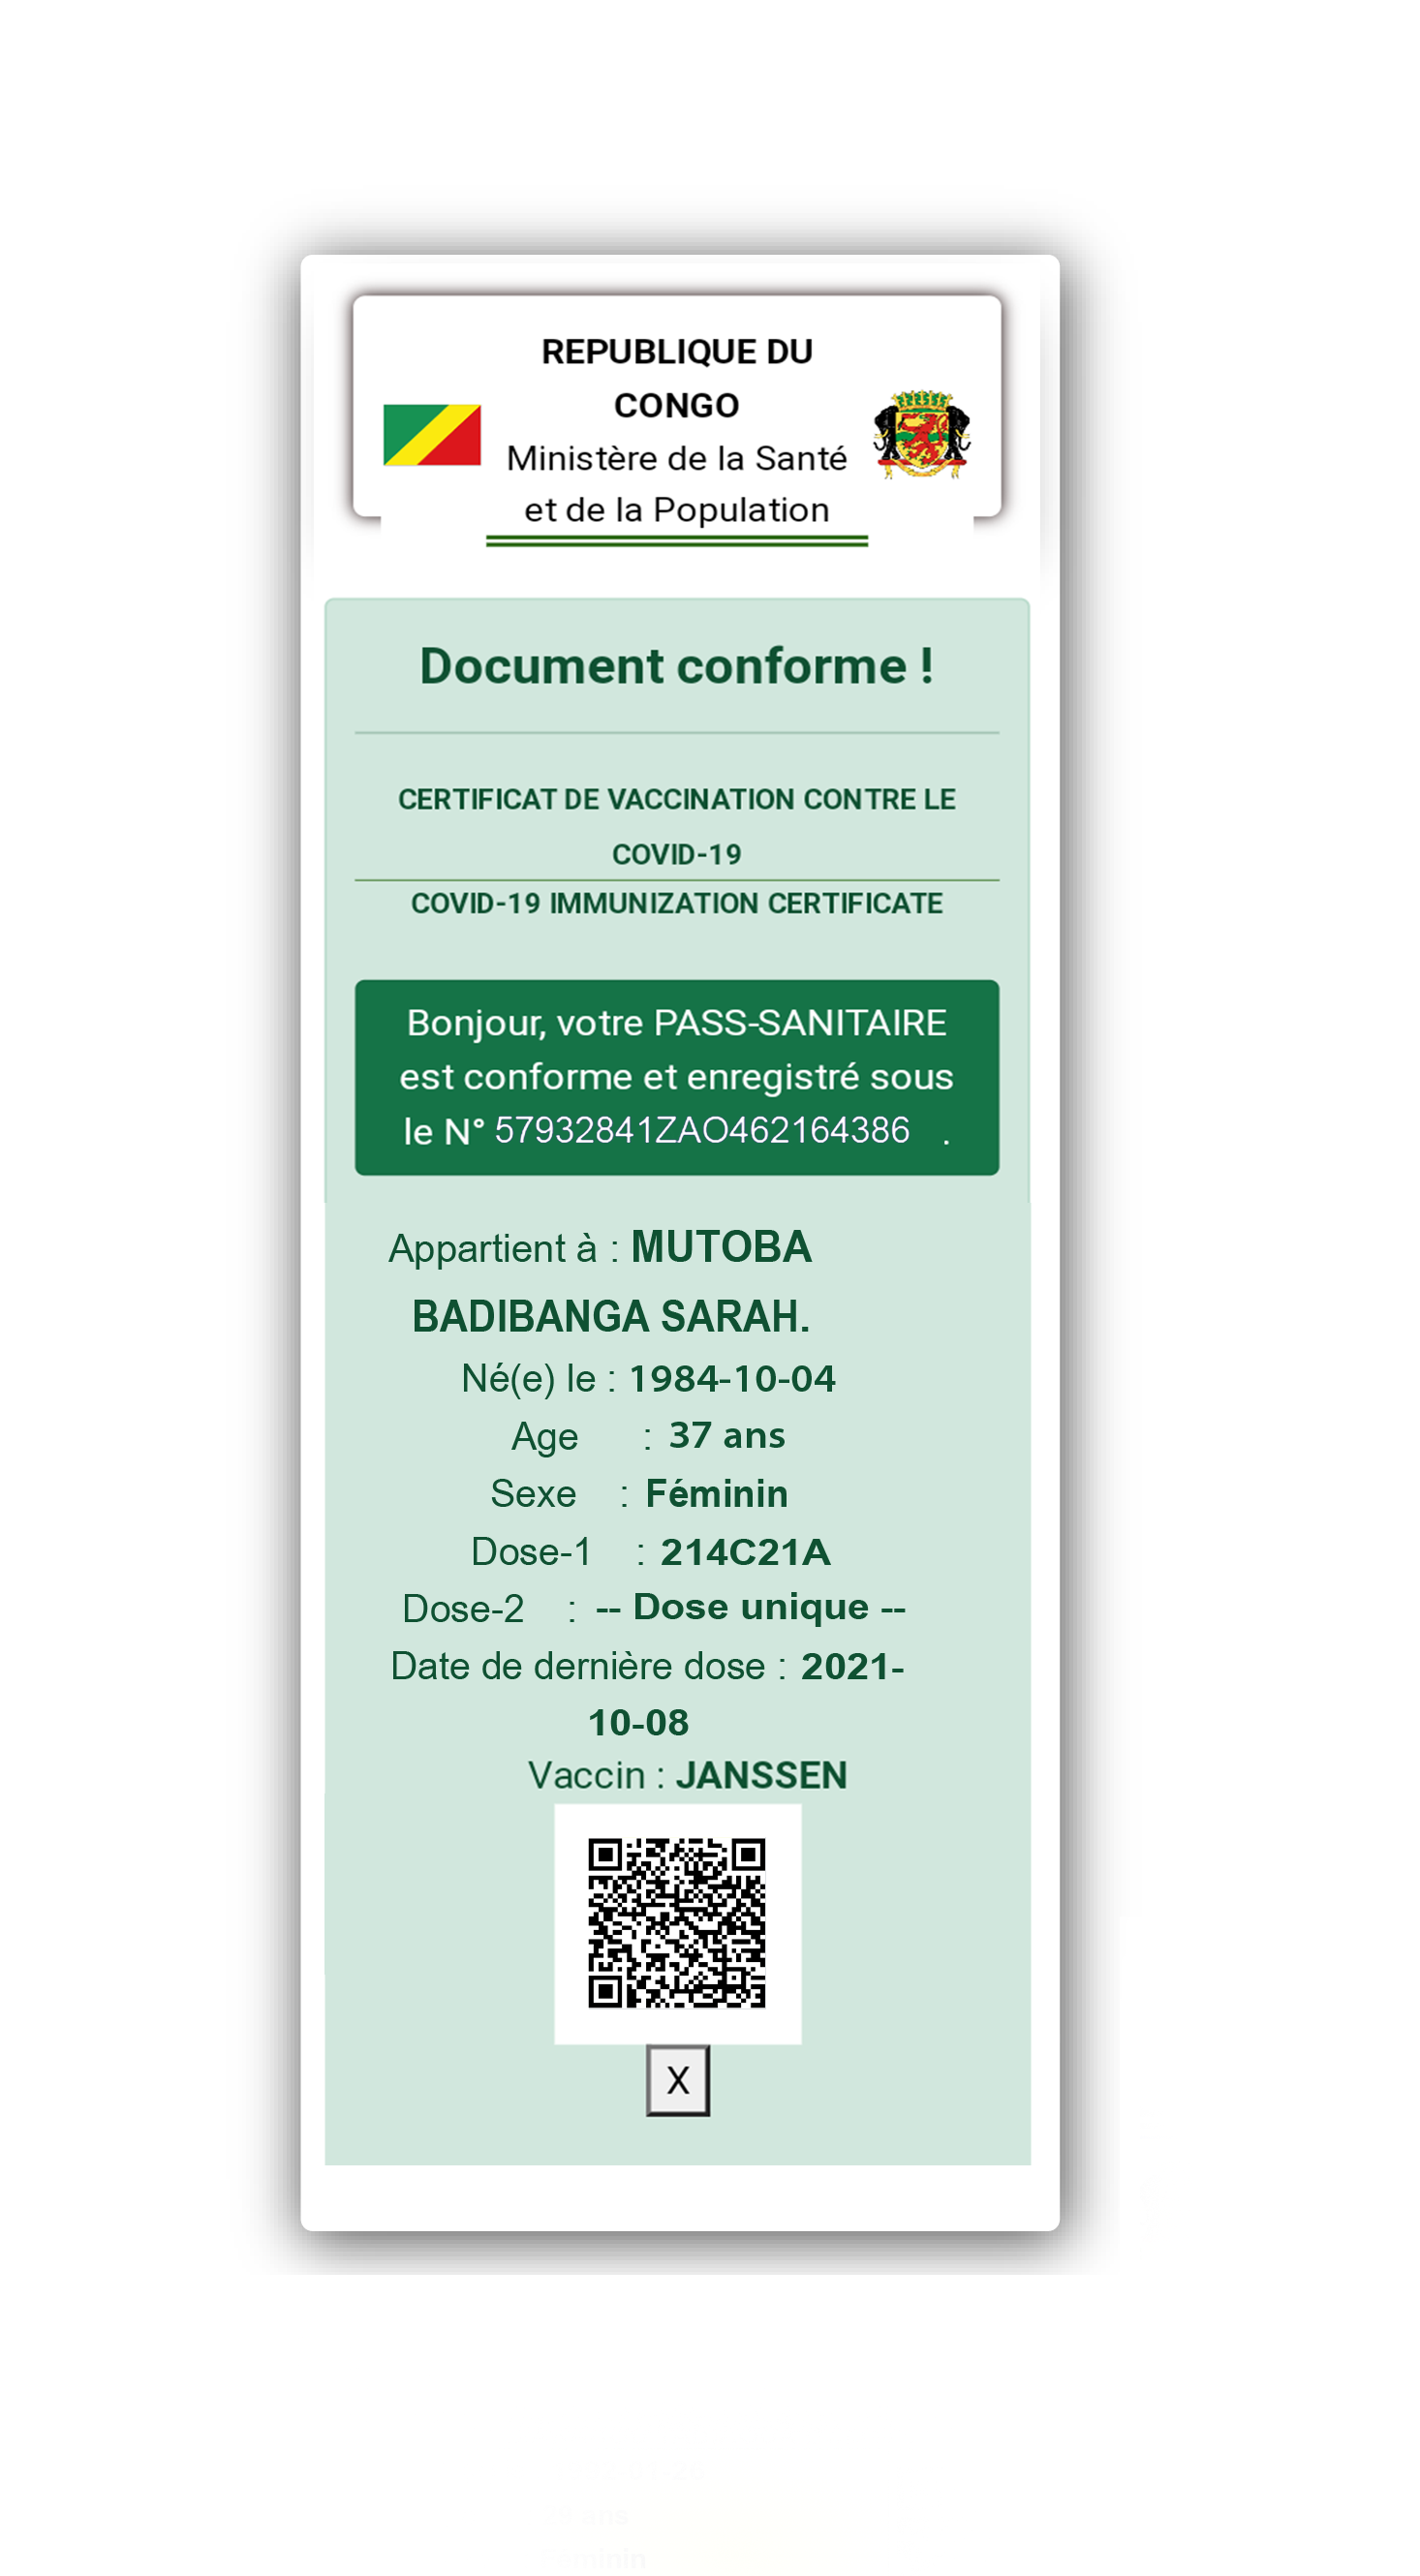 REPUBLIQUE DU
CONGO
Ministère de la Santé
et de la Population
Document conforme !
CERTIFICAT DE VACCINATION CONTRE LE
COVID-19
COVID-19 IMMUNIZATION CERTIFICATE
Bonjour, votre PASS-SANITAIRE
est conforme et enregistré sous
le N° 57932841ZAO462164386 .
Appartient à : MUTOBA
BADIBANGA SARAH.
Né(e) le : 1984-10-04
Age : 37 ans
Sexe : Féminin
Dose-1 : 214C21A
Dose-2 : -- Dose unique --
Date de dernière dose : 2021-
10-08
Vaccin : JANSSEN
X